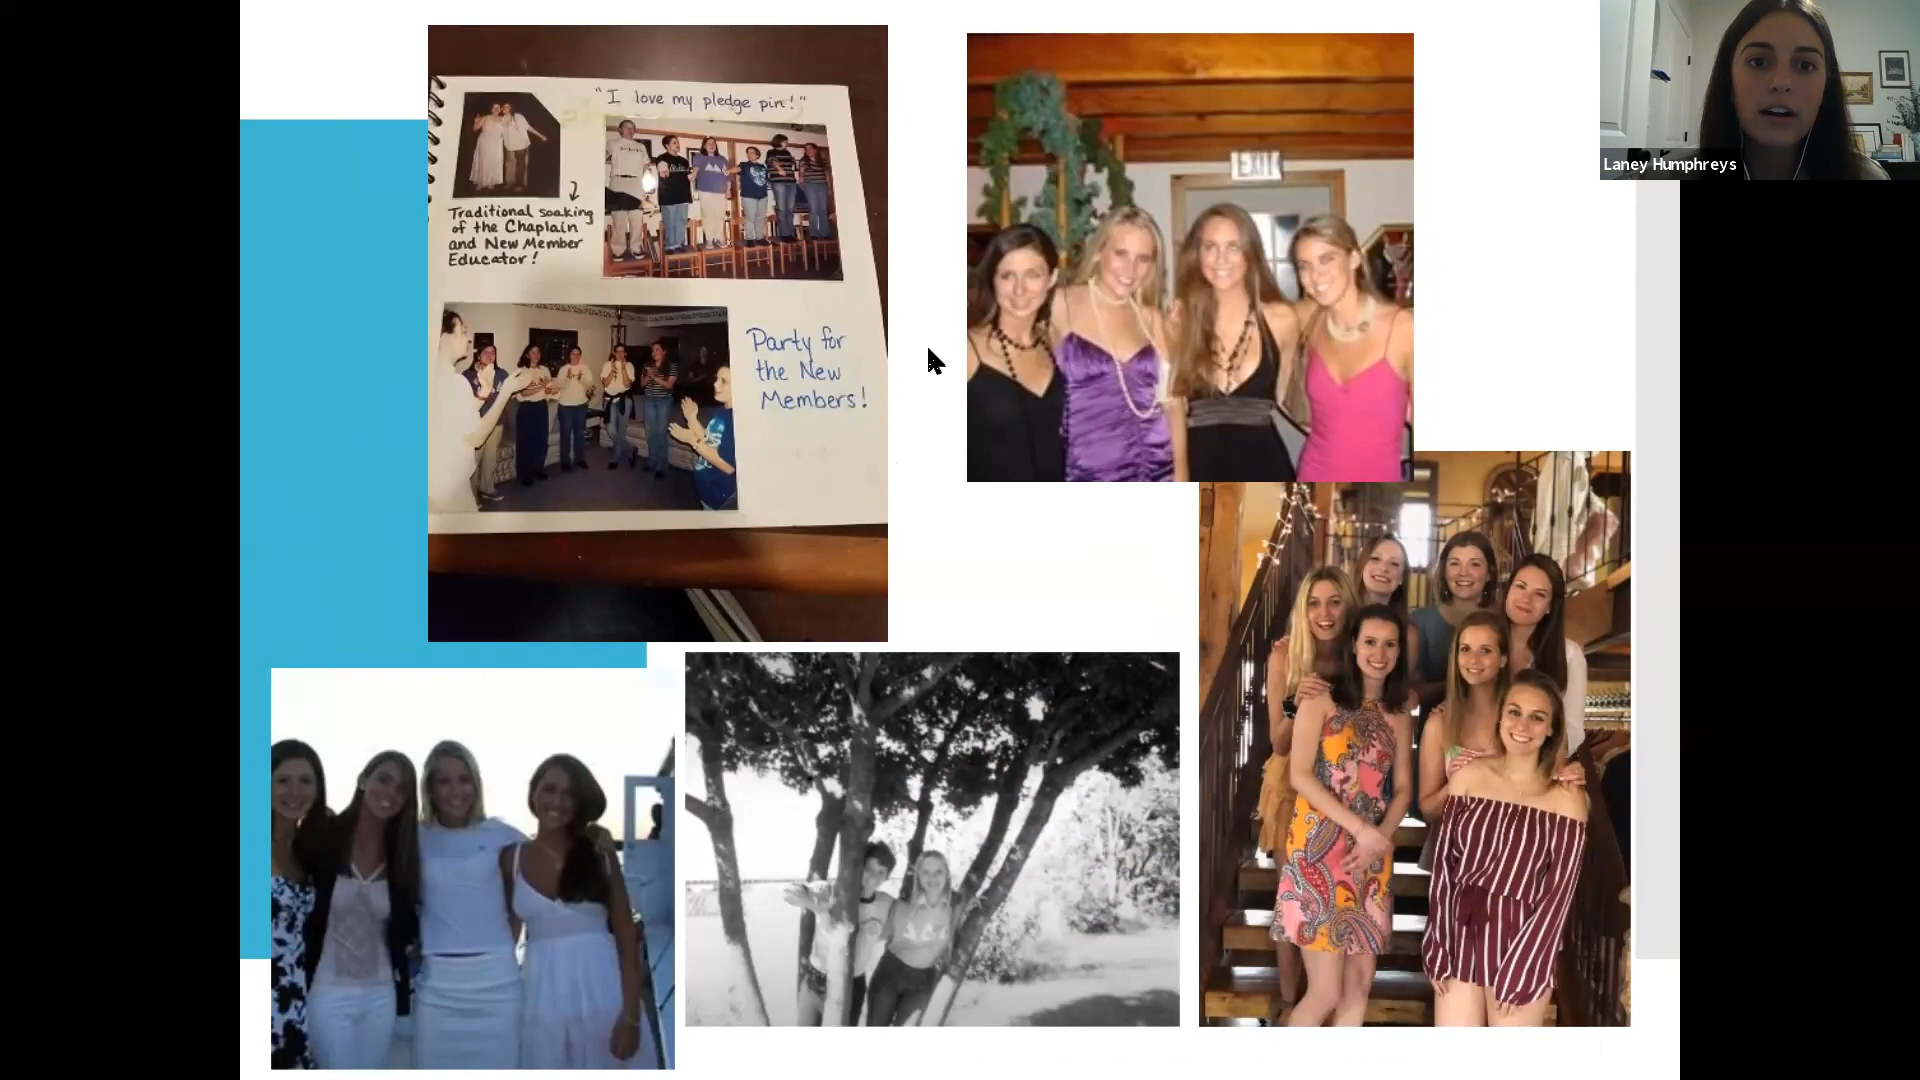 "I love my pledge pin!"
Traditional soaking
of the Chaplain
and New Member
Educator!
Party for
the New
Members!
EXIT
Laney Humphreys